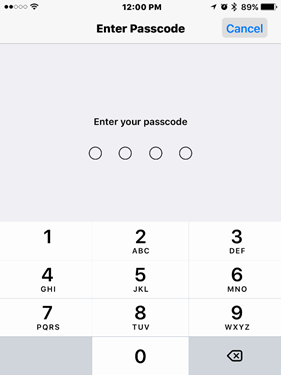 12:00 PM 89%
Enter Passcode Cancel
Enter your passcode
1 2 3
ABC DEF
4 5 6
GHI JKL MNO
7 8 9
PQRS TUV WXYZ
0